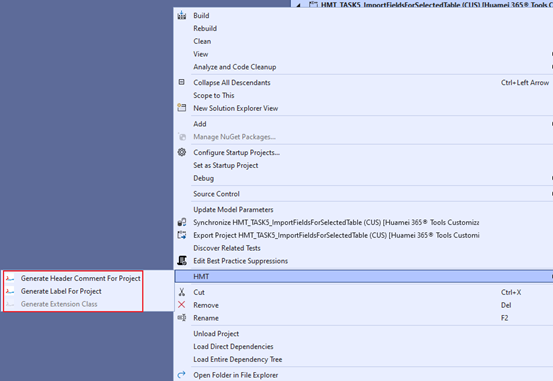 HMT_TASK5_ImportFieldsForSelectedTable (CUS) [Huamei 365® Tools
Build
Rebuild
Clean
View
Analyze and Code Cleanup
Collapse All Descendants Ctrl+Left Arrow
Scope to This
New Solution Explorer View
Add
Manage NuGet Packages...
Configure Startup Projects...
Set as Startup Project
Debug
Source Control
Update Model Parameters
Synchronize HMT_TASK5_ImportFieldsForSelectedTable (CUS) [Huamei 365® Tools Customiza
Export Project HMT_TASK5_ImportFieldsForSelectedTable (CUS) [Huamei 365® Tools Customi
Discover Related Tests
Edit Best Practice Suppressions
HMT
Generate Header Comment For Project
Generate Label For Project
Generate Extension Class
Cut Ctrl+X
Remove Del
Rename F2
Unload Project
Load Direct Dependencies
Load Entire Dependency Tree
Open Folder in File Explorer